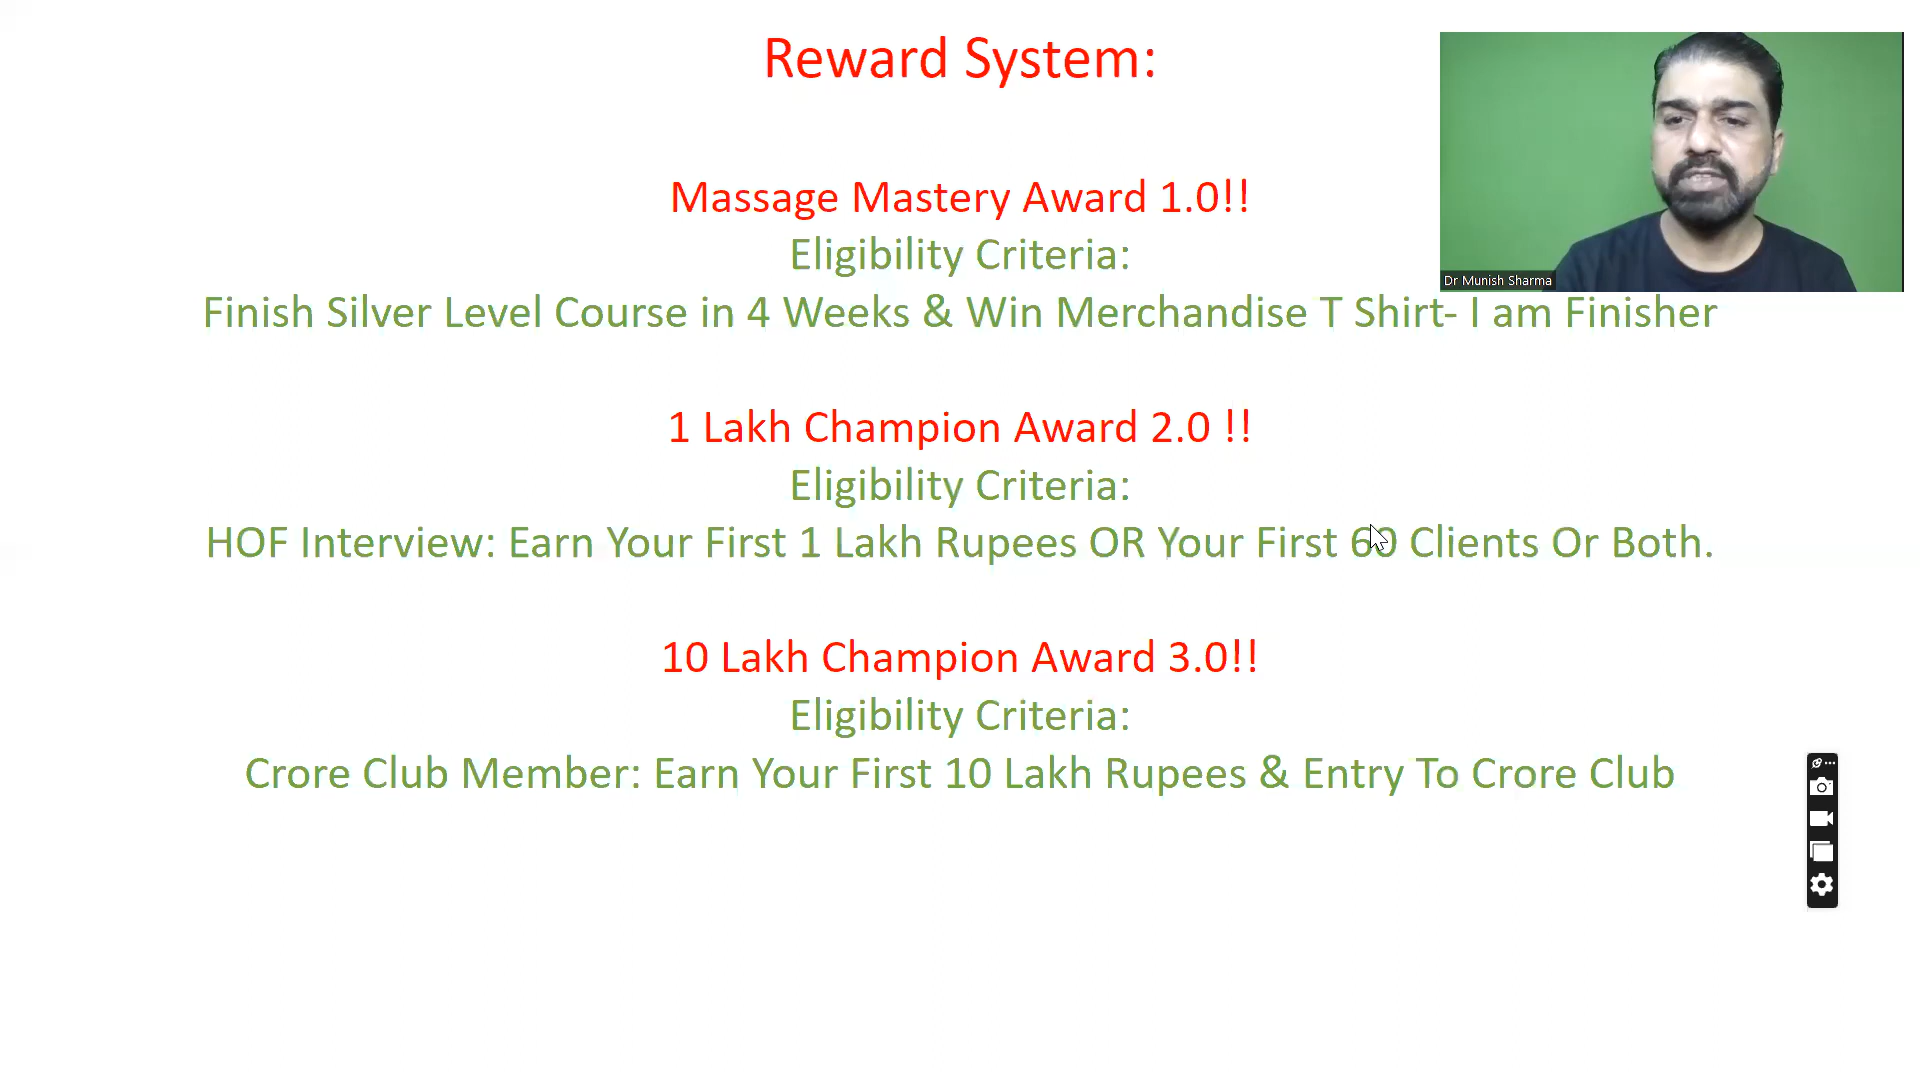 Reward System:
Massage Mastery Award 1.0!!
Eligibility Criteria:
Dr Munish Sharma
Finish Silver Level Course in 4 Weeks & Win Merchandise T Shirt- I am Finisher
1 Lakh Champion Award 2.0 !!
Eligibility Criteria:
HOF Interview: Earn Your First 1 Lakh Rupees OR Your First 60 Clients Or Both.
10 Lakh Champion Award 3.0!!
Eligibility Criteria:
Crore Club Member: Earn Your First 10 Lakh Rupees & Entry To Crore Club